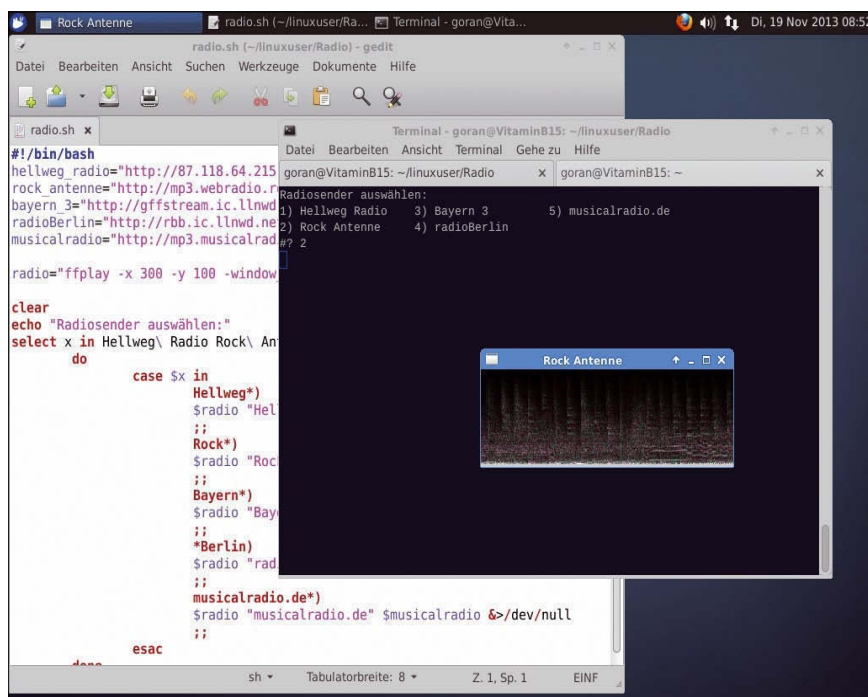 Rock Antenne
radio.sh (~/linuxuser/Ra...
Terminal - goran@Vita...
Di, 19 Nov 2013 08:52
radio.sh (~/linuxuser/Radio) - gedit
Datei Bearbeiten Ansicht Suchen Werkzeuge Dokumente Hilfe
radio.sh x
#!/bin/bash
hellweg_radio="http://87.118.64.215
rock_antenne="http://mp3.webradio.r
bayern_3="http://gffstream.ic.llnwd
radioBerlin="http://rbb.ic.llnwd.ne
musicalradio="http://mp3.musicalrad
radio="ffplay -x 300 -y 100 -window_
clear
echo "Radiosender auswählen:"
select x in Hellweg\ Radio Rock\ An
do
case $x in
Hellweg*)
$radio "Hel
;;
Rock*)
$radio "Roc
;;
Bayern*)
$radio "Bay
;;
*Berlin)
$radio "rad
;;
musicalradio.de*)
$radio "musicalradio.de" $musicalradio &>/dev/null
;;
esac
done
sh Tabulatorbreite: 8 Z. 1, Sp. 1 EINF
Terminal - goran@VitaminB15: ~/linuxuser/Radio
Datei Bearbeiten Ansicht Terminal Gehe zu Hilfe
goran@VitaminB15: ~/linuxuser/Radio x goran@VitaminB15: ~ x
Radiosender auswählen:
1) Hellweg Radio 3) Bayern 3 5) musicalradio.de
2) Rock Antenne 4) radioBerlin
#? 2
Rock Antenne